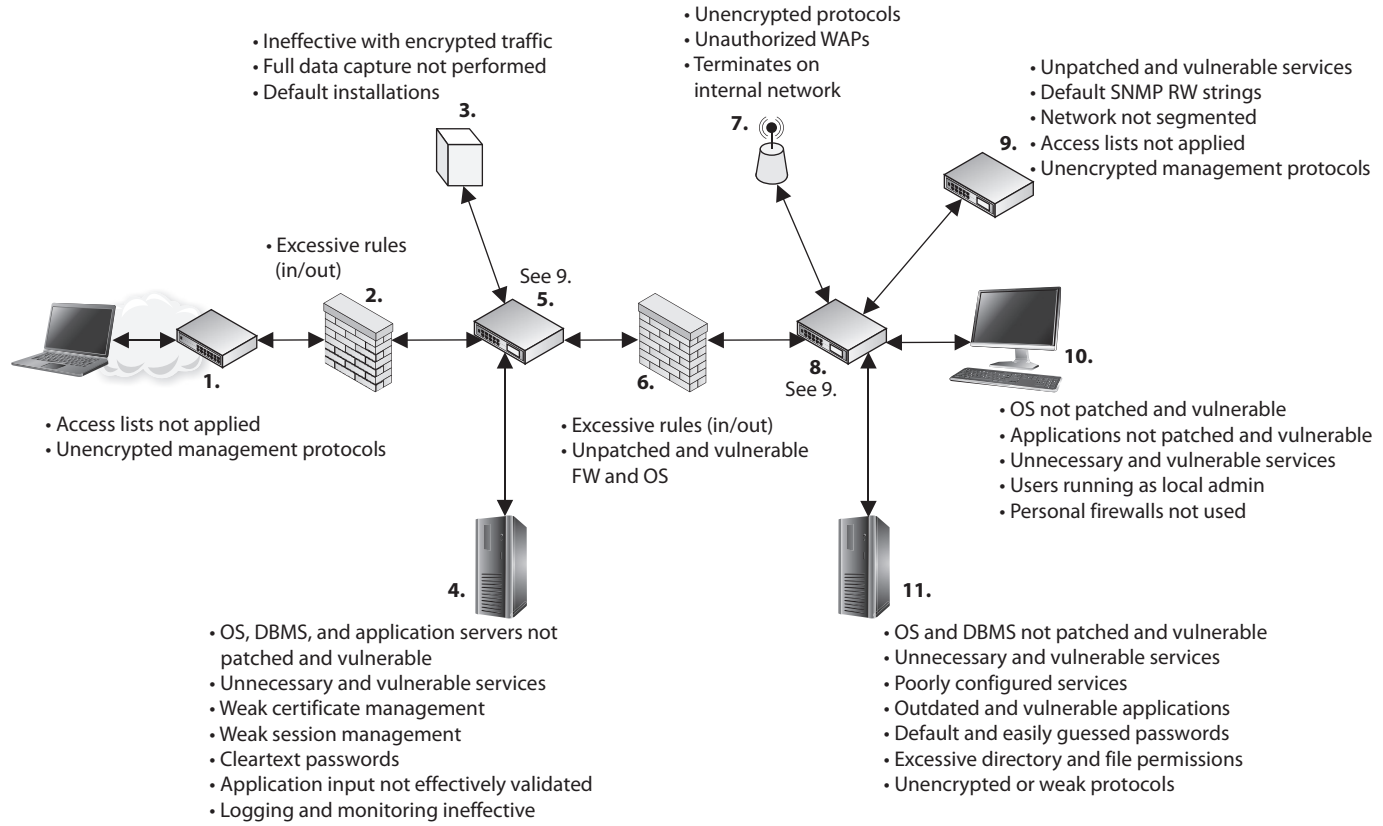 • Ineffective with encrypted traffic
• Full data capture not performed
• Default installations
3.
• Unencrypted protocols
• Unauthorized WAPs
• Terminates on
internal network
7.
• Unpatched and vulnerable services
• Default SNMP RW strings
• Network not segmented
9. • Access lists not applied
• Unencrypted management protocols
• Excessive rules
(in/out)
2.
See 9.
5.
1.
• Access lists not applied
• Unencrypted management protocols
6.
• Excessive rules (in/out)
• Unpatched and vulnerable
FW and OS
8.
See 9.
10.
• OS not patched and vulnerable
• Applications not patched and vulnerable
• Unnecessary and vulnerable services
• Users running as local admin
• Personal firewalls not used
4.
• OS, DBMS, and application servers not
patched and vulnerable
• Unnecessary and vulnerable services
• Weak certificate management
• Weak session management
• Cleartext passwords
• Application input not effectively validated
• Logging and monitoring ineffective
11.
• OS and DBMS not patched and vulnerable
• Unnecessary and vulnerable services
• Poorly configured services
• Outdated and vulnerable applications
• Default and easily guessed passwords
• Excessive directory and file permissions
• Unencrypted or weak protocols